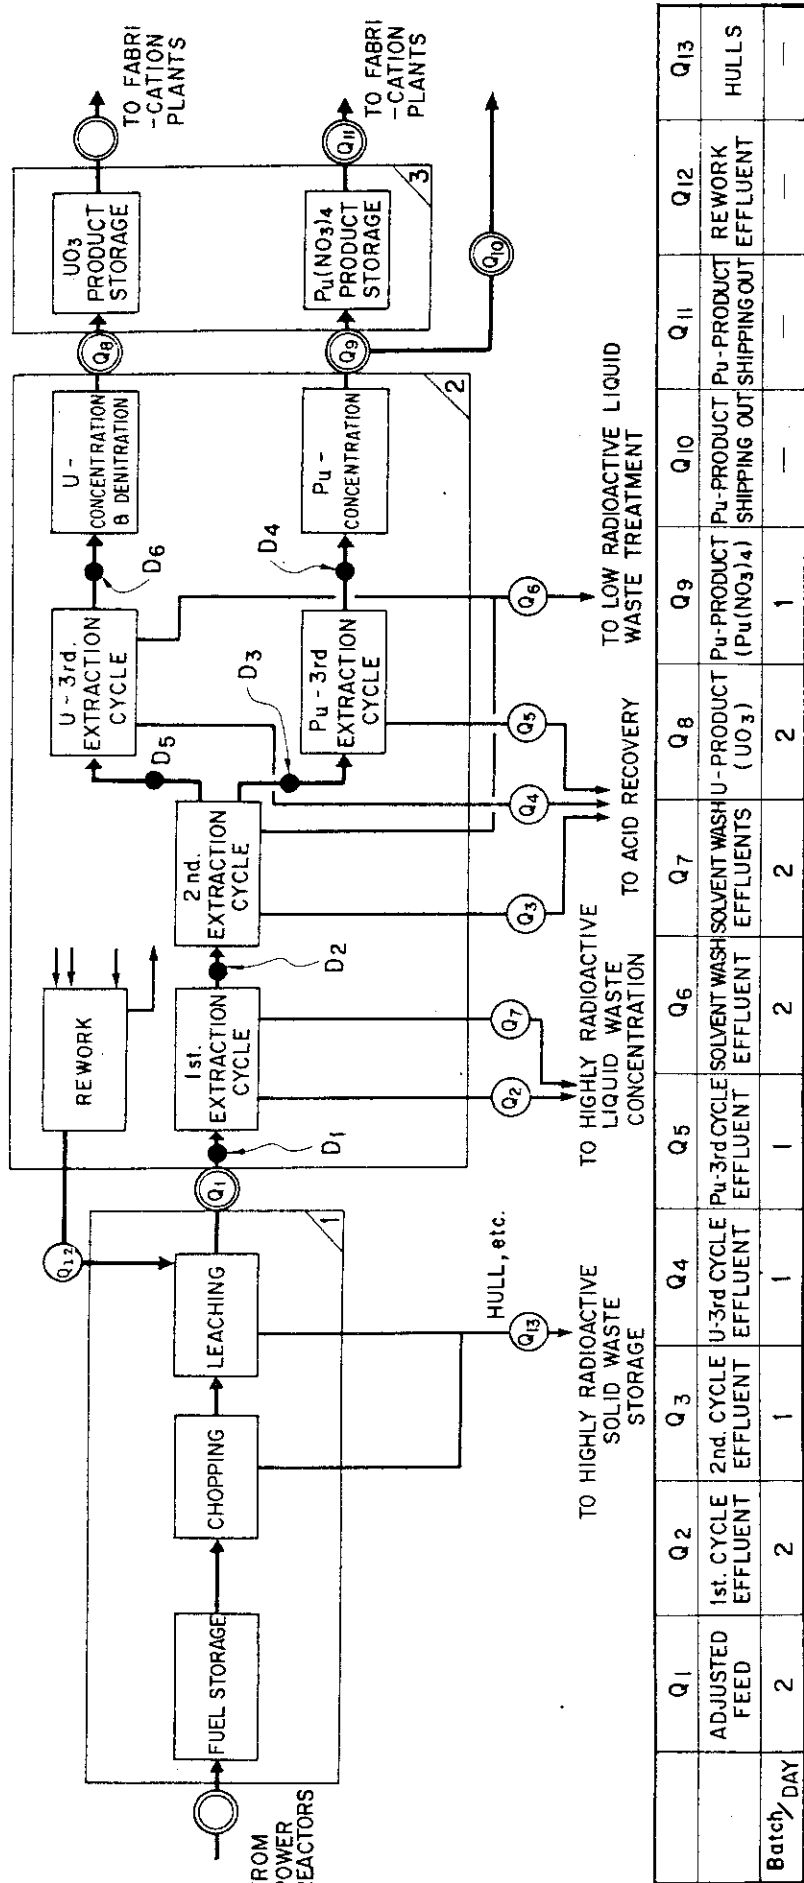 FROM
POWER
REACTORS
FUEL STORAGE
CHOPPING
LEACHING
1
HULL, etc.
Q13
TO HIGHLY RADIOACTIVE
SOLID WASTE
STORAGE
Q12
Q1
REWORK
D1
1st.
EXTRACTION
CYCLE
D2
2nd.
EXTRACTION
CYCLE
D5
D3
U-3rd.
EXTRACTION
CYCLE
Pu-3rd
EXTRACTION
CYCLE
D6
D4
U-
CONCENTRATION
& DENITRATION
Pu-
CONCENTRATION
2
Q2
Q7
Q3
Q4
Q5
Q6
TO HIGHLY RADIOACTIVE
LIQUID WASTE
CONCENTRATION
TO ACID RECOVERY
TO LOW RADIOACTIVE LIQUID
WASTE TREATMENT
Q8
Q9
Q10
UO3
PRODUCT
STORAGE
Pu(NO3)4
PRODUCT
STORAGE
3
Q11
TO FABRI
-CATION
PLANTS
TO FABRI
-CATION
PLANTS
Q1 Q2 Q3 Q4 Q5 Q6 Q7 Q8 Q9 Q10 Q11 Q12 Q13
ADJUSTED FEED
1st. CYCLE EFFLUENT
2nd. CYCLE EFFLUENT
U-3rd CYCLE EFFLUENT
Pu-3rd CYCLE EFFLUENT
SOLVENT WASH EFFLUENT
SOLVENT WASH EFFLUENTS
U-PRODUCT (UO3)
Pu-PRODUCT (Pu(NO3)4)
Pu-PRODUCT SHIPPING OUT
Pu-PRODUCT SHIPPING OUT
REWORK EFFLUENT
HULLS
Batch/DAY 2 2 1 1 1 2 2 2 1 — — — —